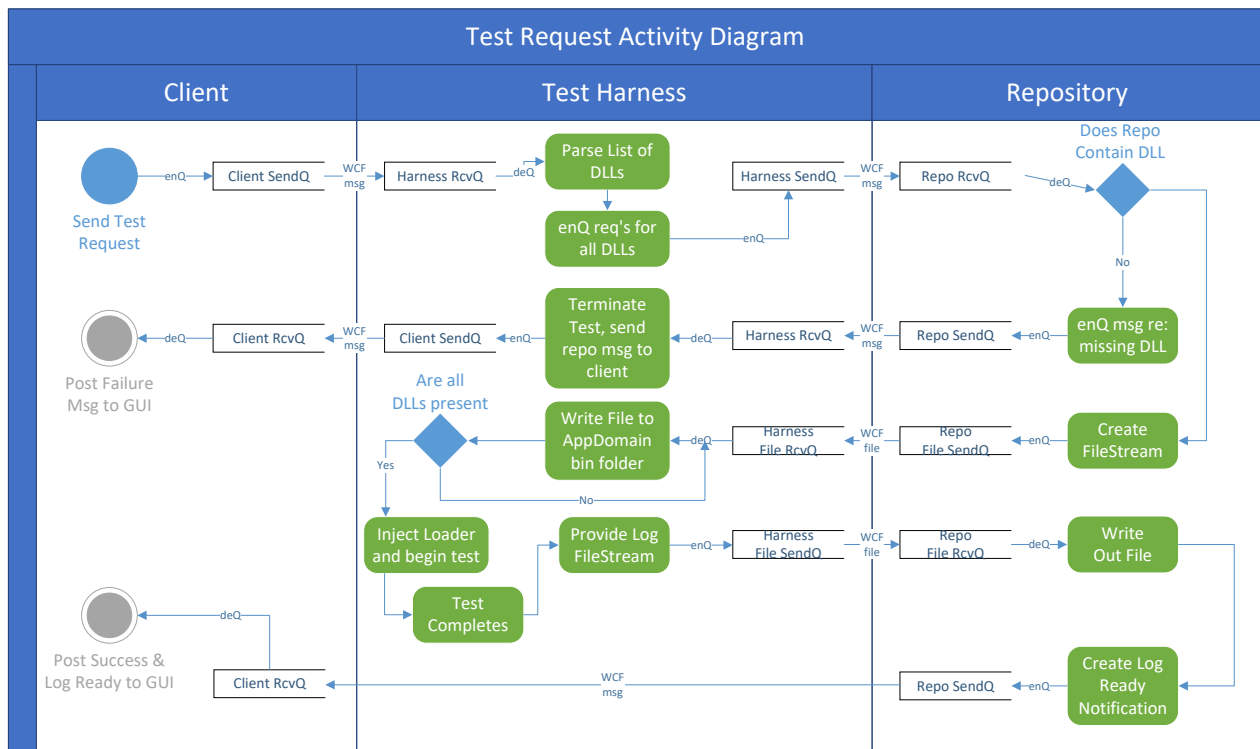 Test Request Activity Diagram
Client
Test Harness
Repository
Send Test
Request
enQ
Client SendQ
WCF
msg
Harness RcvQ
deQ
Parse List of
DLLs
enQ req's for
all DLLs
enQ
Harness SendQ
WCF
msg
Repo RcvQ
deQ
Does Repo
Contain DLL
No
enQ msg re:
missing DLL
enQ
Repo SendQ
WCF
msg
Harness RcvQ
deQ
Terminate
Test, send
repo msg to
client
enQ
Client SendQ
WCF
msg
Client RcvQ
deQ
Post Failure
Msg to GUI
Create
FileStream
enQ
Repo
File SendQ
WCF
file
Harness
File RcvQ
deQ
Write File to
AppDomain
bin folder
Are all
DLLs present
No
Yes
Inject Loader
and begin test
Test
Completes
Provide Log
FileStream
enQ
Harness
File SendQ
WCF
file
Repo
File RcvQ
deQ
Write
Out File
Create Log
Ready
Notification
enQ
Repo SendQ
WCF
msg
Client RcvQ
deQ
Post Success &
Log Ready to GUI